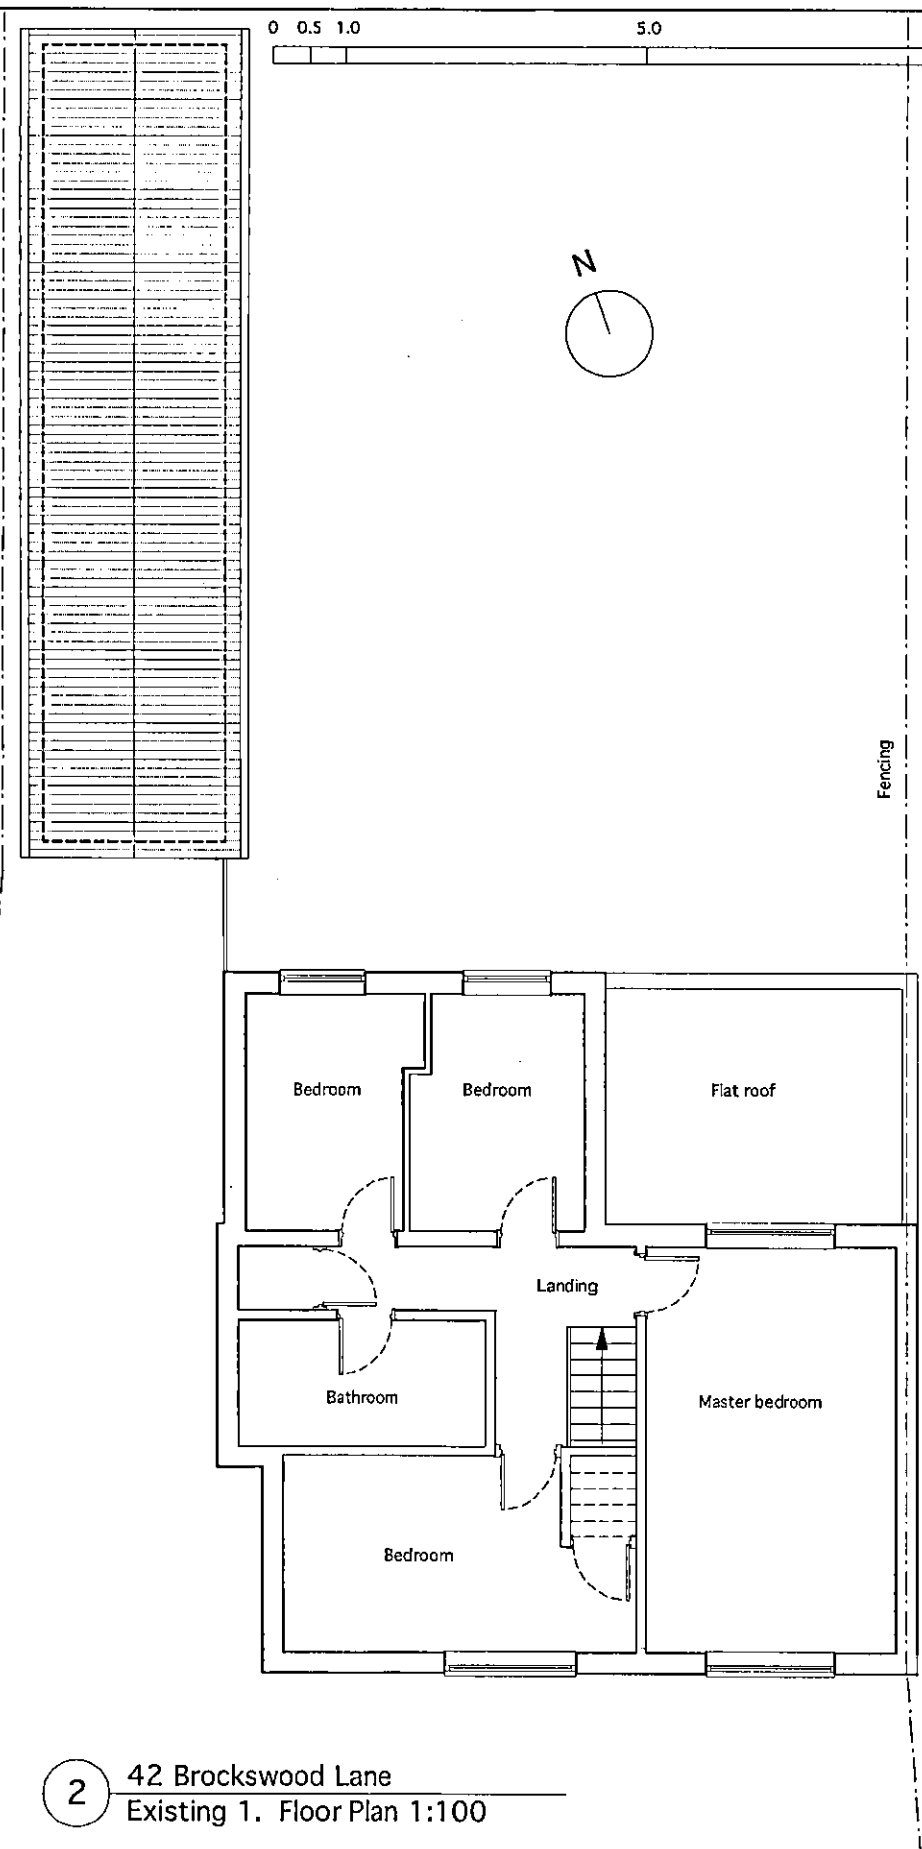 0 0.5 1.0 5.0
N
Fencing
Bedroom
Bedroom
Flat roof
Landing
Bathroom
Master bedroom
Bedroom
2
42 Brockswood Lane
Existing 1. Floor Plan 1:100